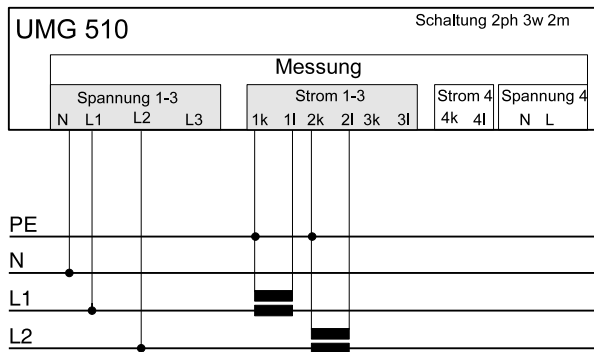 UMG 510
Schaltung 2ph 3w 2m
Messung
Spannung 1-3
Strom 1-3
Strom 4
Spannung 4
N L1 L2 L3
1k 1l 2k 2l 3k 3l
4k 4l
N L
PE
N
L1
L2